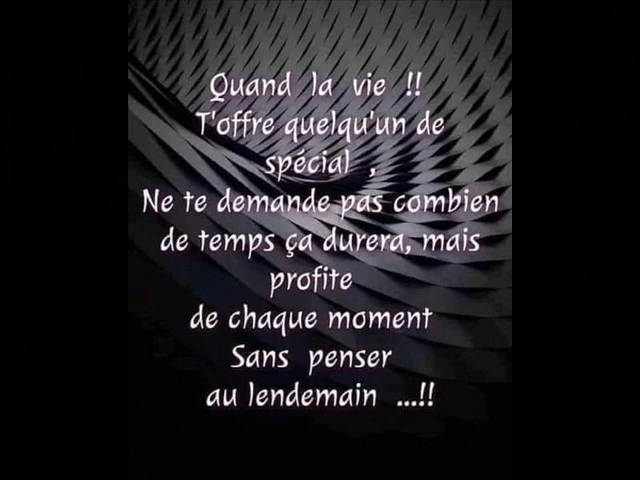 Quand la vie !!
T'offre quelqu'un de
spécial ,
Ne te demande pas combien
de temps ça durera, mais
profite
de chaque moment
Sans penser
au lendemain ...!!